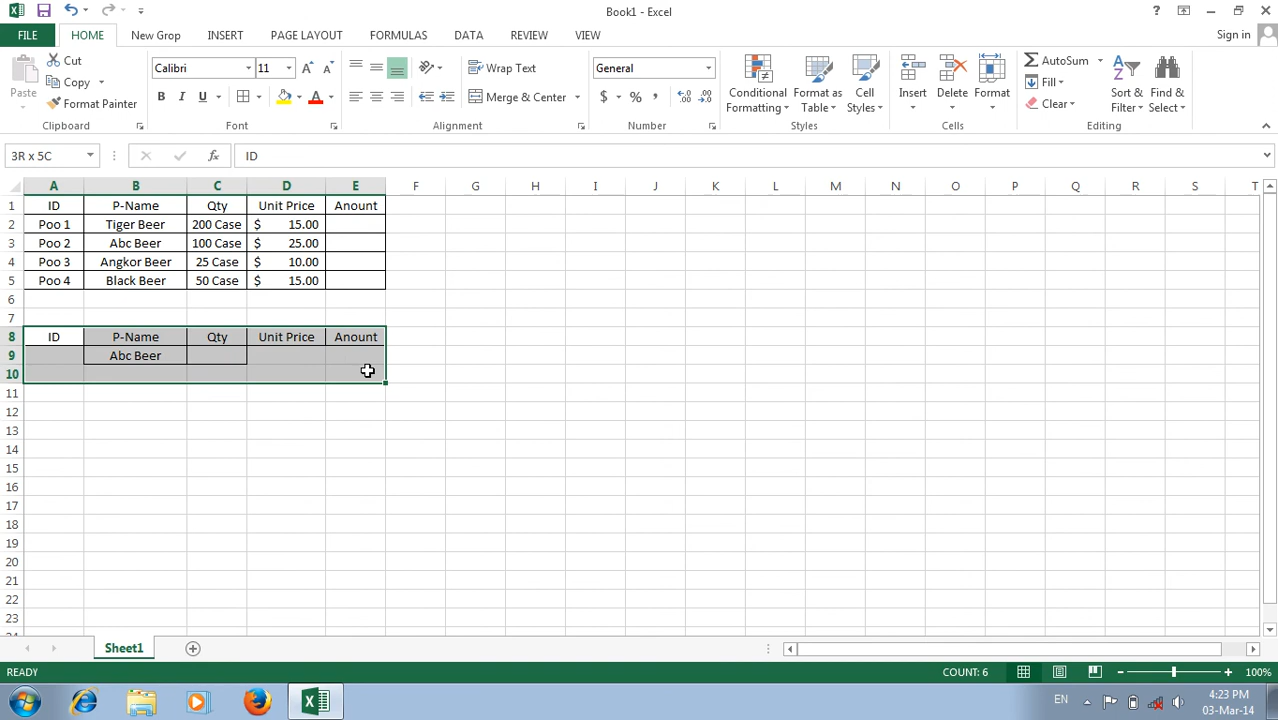 Book1 - Excel
?
FILE HOME New Grop INSERT PAGE LAYOUT FORMULAS DATA REVIEW VIEW Sign in
Paste
Cut
Copy
Format Painter
Clipboard
Calibri 11
B I U
Font
Wrap Text
Merge & Center
Alignment
General
$ % ,
Number
Conditional Formatting
Format as Table
Cell Styles
Styles
Insert Delete Format
Cells
AutoSum
Fill
Clear
Sort & Filter
Find & Select
Editing
3R x 5C fx ID
A B C D E F G H I J K L M N O P Q R S T
1 ID P-Name Qty Unit Price Amount
2 Poo 1 Tiger Beer 200 Case $ 15.00
3 Poo 2 Abc Beer 100 Case $ 25.00
4 Poo 3 Angkor Beer 25 Case $ 10.00
5 Poo 4 Black Beer 50 Case $ 15.00
6
7
8 ID P-Name Qty Unit Price Amount
9 Abc Beer
10
11
12
13
14
15
16
17
18
19
20
21
22
23
Sheet1
READY COUNT: 6 100%
EN 4:23 PM
03-Mar-14